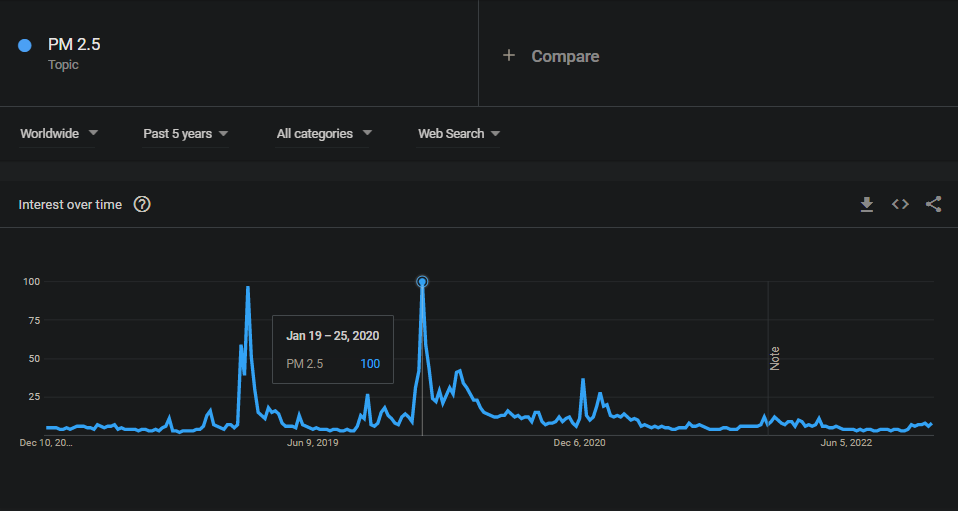 PM 2.5
Topic
+ Compare
Worldwide
Past 5 years
All categories
Web Search
Interest over time ?
100
75
50
25
Jan 19 – 25, 2020
PM 2.5 100
Note
Dec 10, 20...
Jun 9, 2019
Dec 6, 2020
Jun 5, 2022